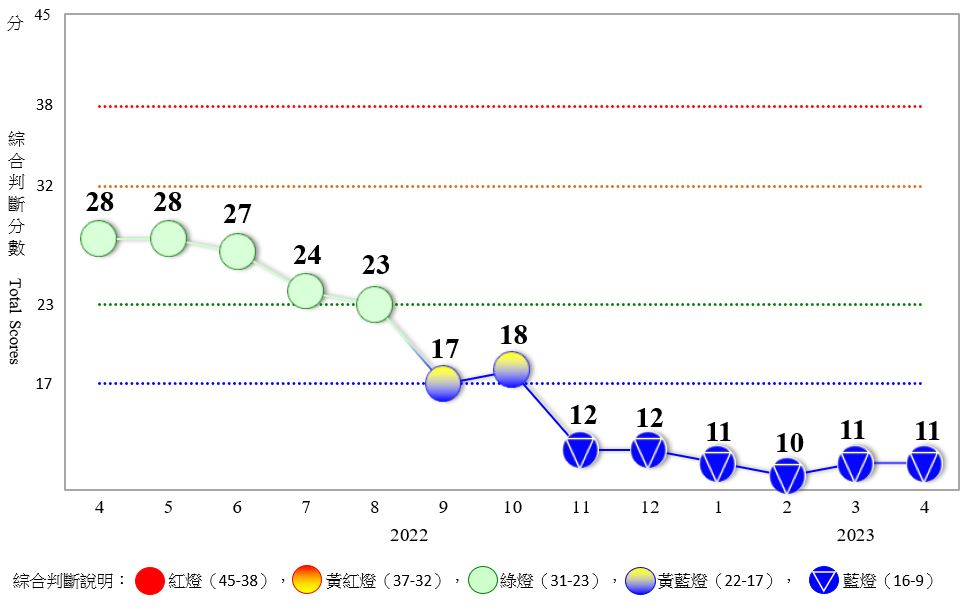 分
45
38
32
23
17
綜合判斷分數 Total Scores
28 28 27 24 23 17 18 12 12 11 10 11 11
4 5 6 7 8 9 10 11 12 1 2 3 4
2022 2023
綜合判斷說明： 紅燈（45-38）， 黃紅燈（37-32）， 綠燈（31-23）， 黃藍燈（22-17）， 藍燈（16-9）